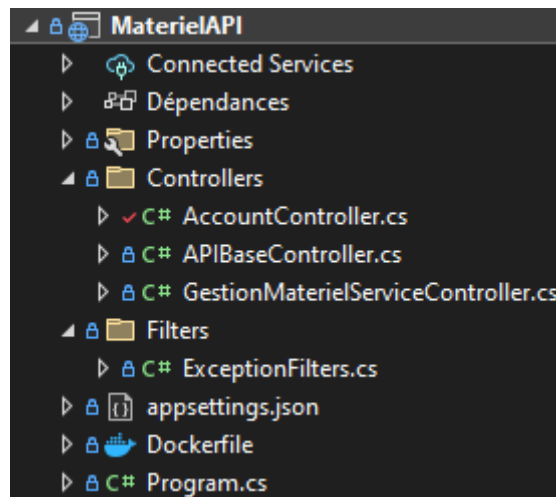 MaterielAPI
Connected Services
Dépendances
Properties
Controllers
C# AccountController.cs
C# APIBaseController.cs
C# GestionMaterielServiceController.cs
Filters
C# ExceptionFilters.cs
appsettings.json
Dockerfile
C# Program.cs